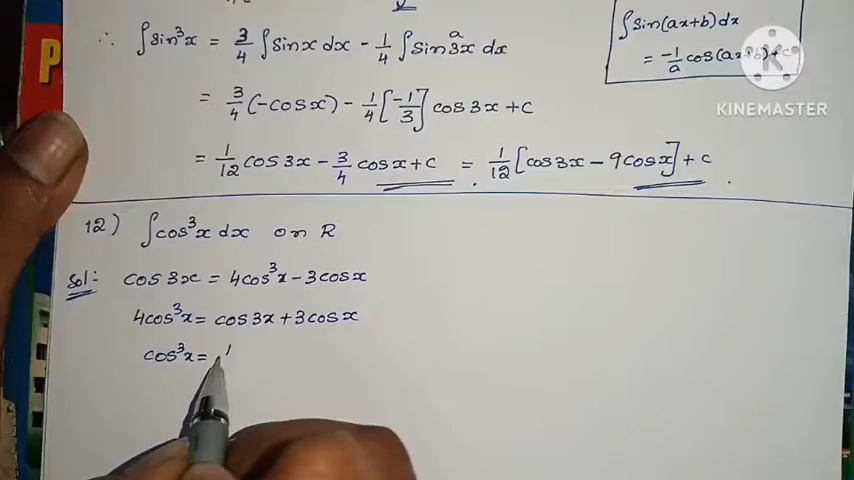 ∴ ∫sin³x = 3/4 ∫sinx dx - 1/4 ∫sin3x dx
a
= 3/4 (-cosx) - 1/4 [-1/3] cos3x + c
= 1/12 cos3x - 3/4 cosx + c = 1/12 [cos3x - 9cosx] + c
∫sin(ax+b)dx
= -1/a cos(ax+b)+c
KINEMASTER
12) ∫cos³x dx on R
Sol: cos3x = 4cos³x - 3cosx
4cos³x = cos3x + 3cosx
cos³x =